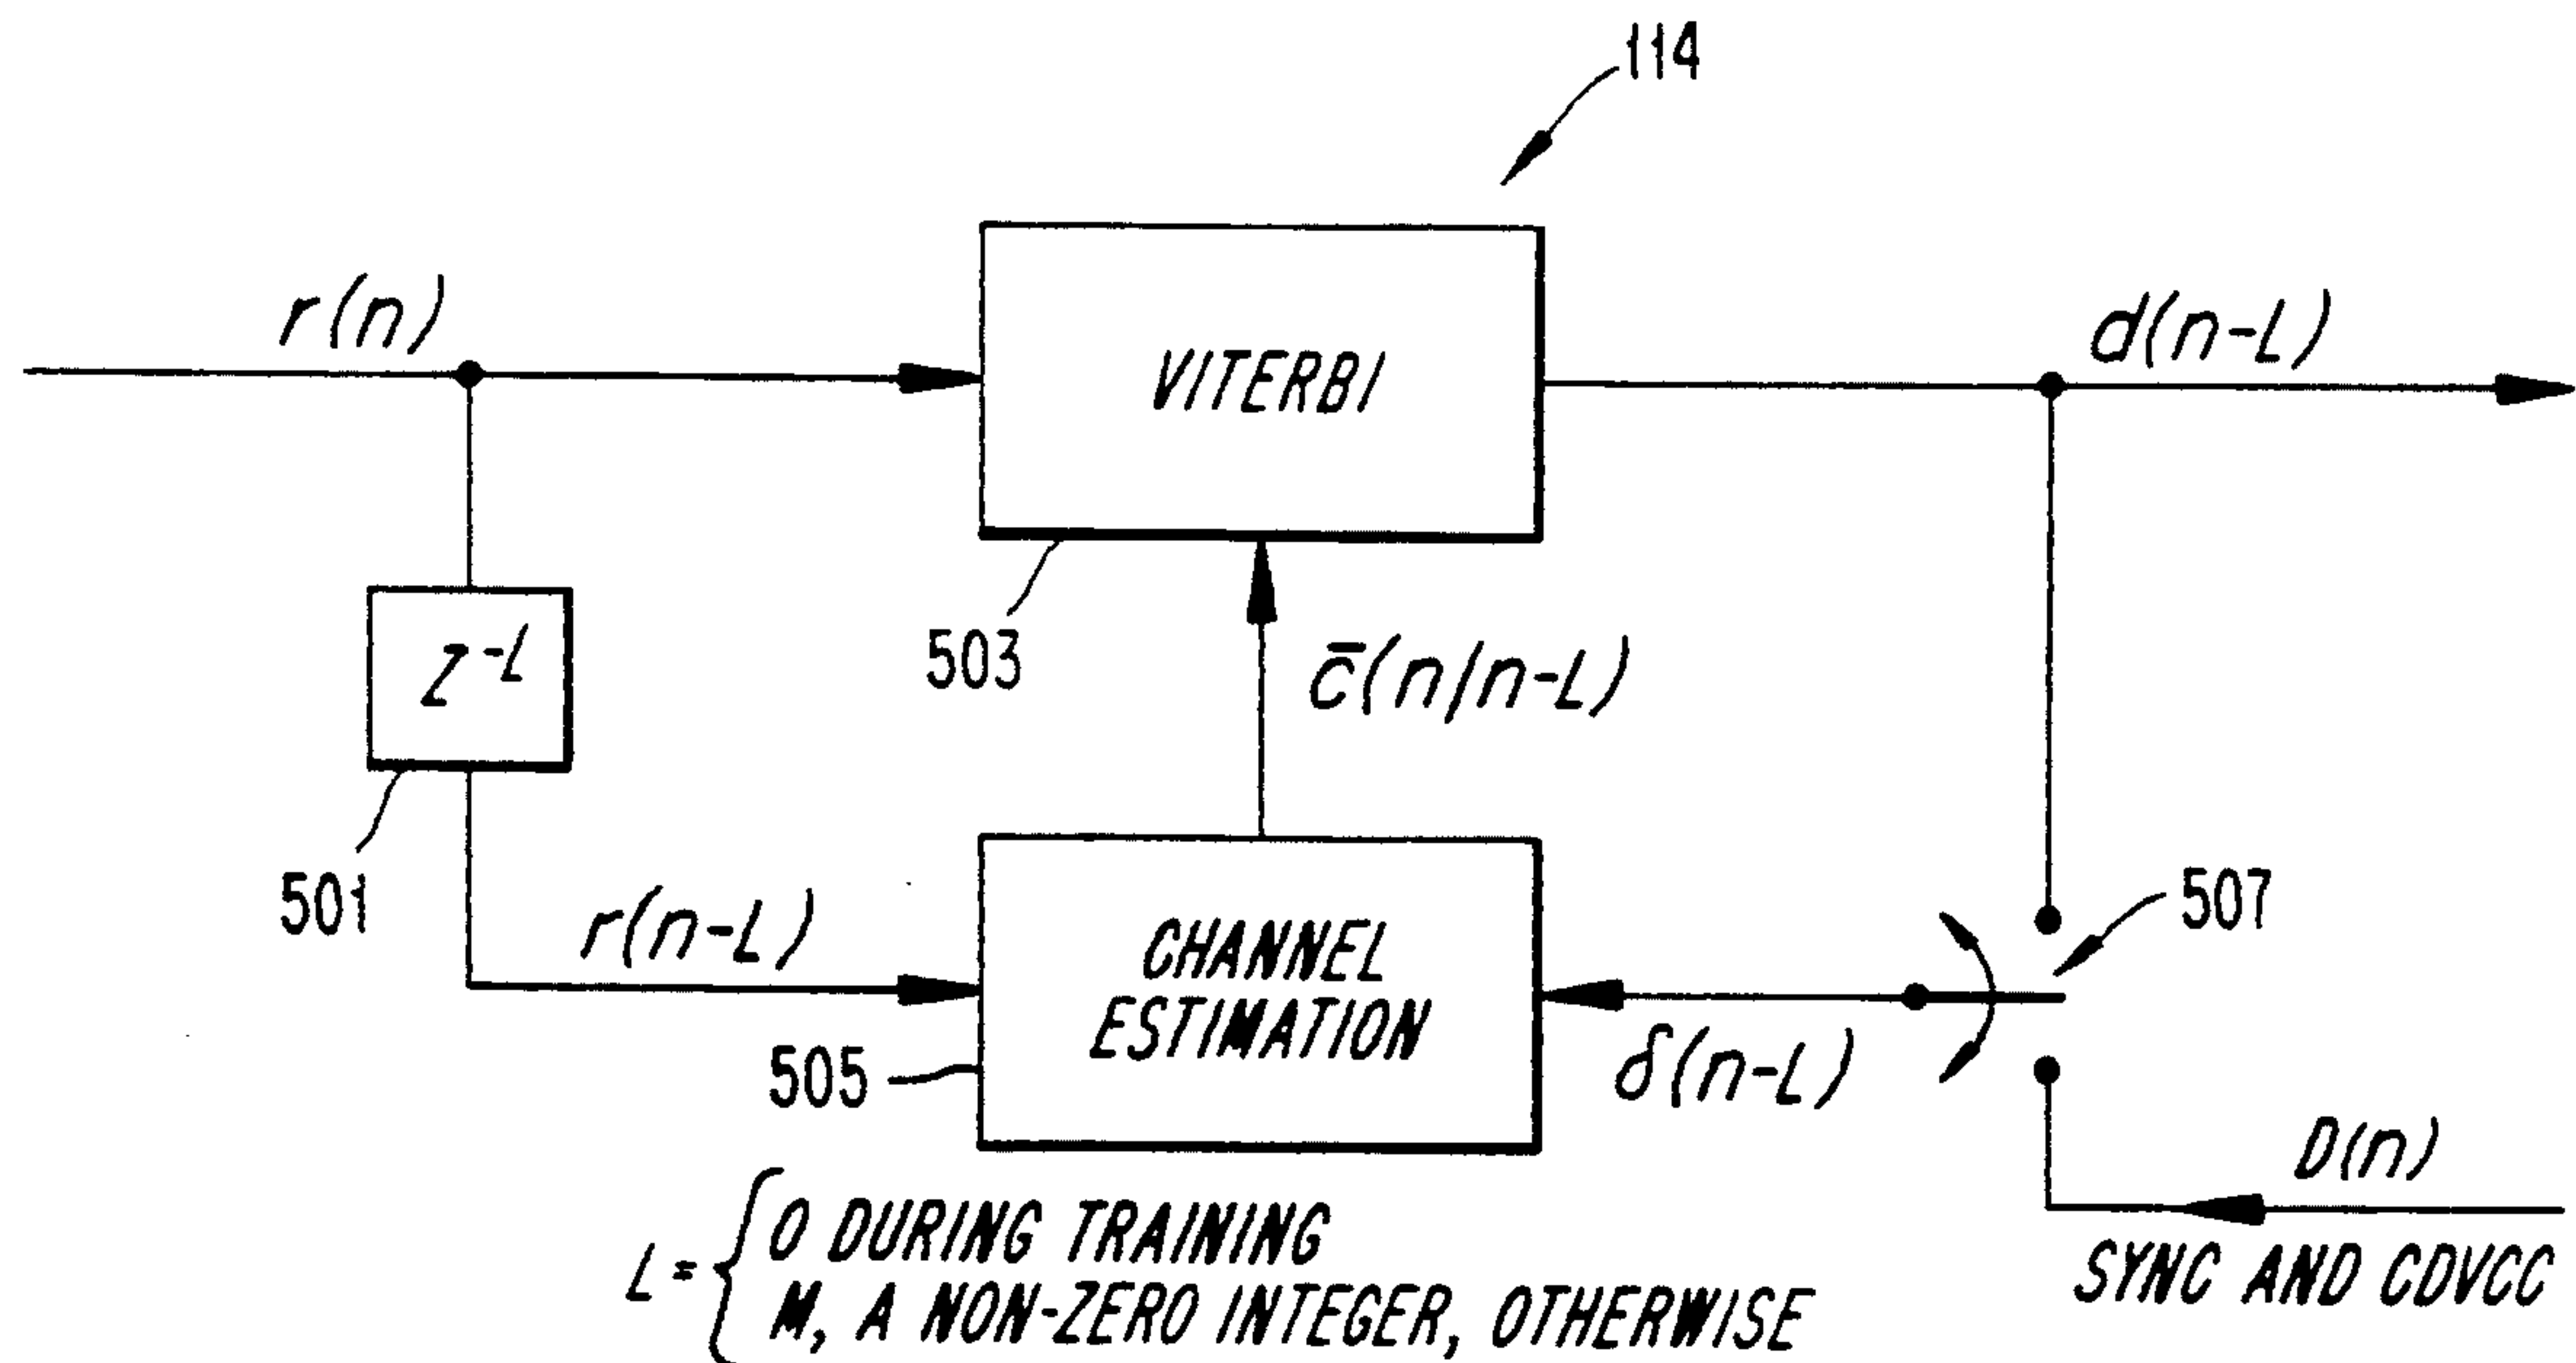 114
r(n)
VITERBI
d(n-L)
Z^-L
503
c̄(n/n-L)
501
r(n-L)
CHANNEL
ESTIMATION
505
507
δ(n-L)
D(n)
SYNC AND CDVCC
L = { 0 DURING TRAINING
M, A NON-ZERO INTEGER, OTHERWISE